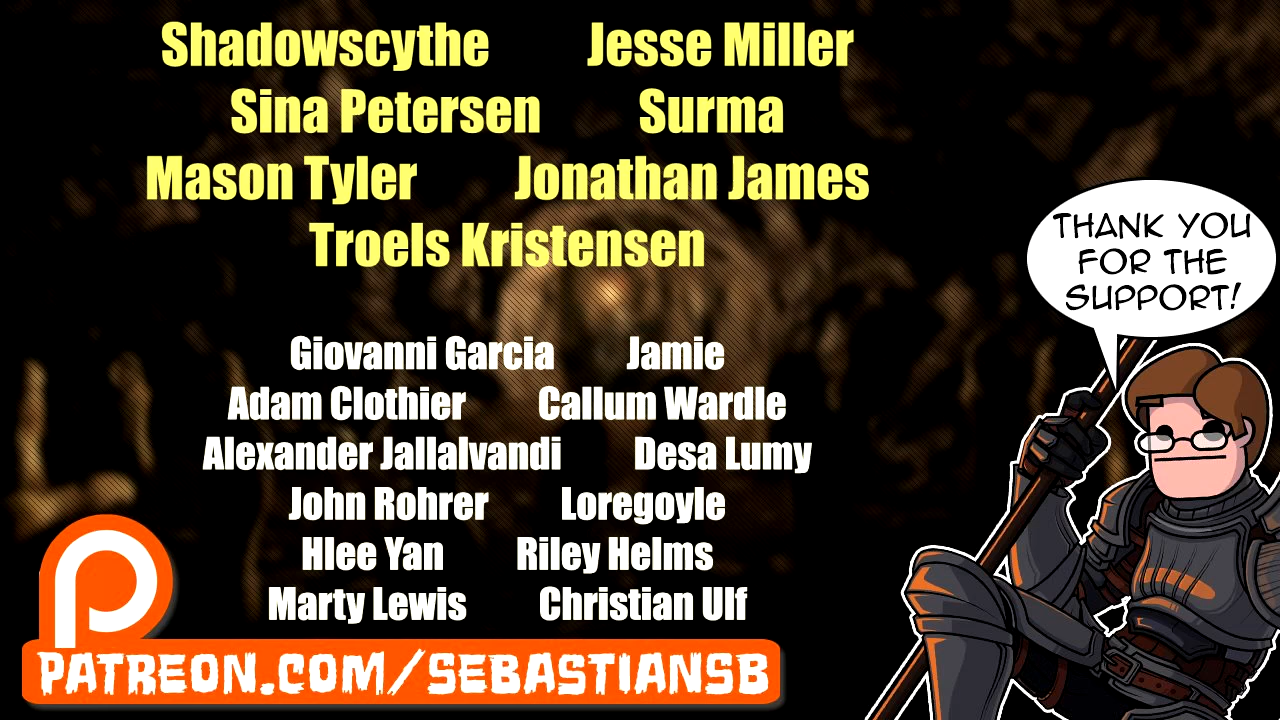 Shadowscythe Jesse Miller
Sina Petersen Surma
Mason Tyler Jonathan James
Troels Kristensen
THANK YOU
FOR THE
SUPPORT!
Giovanni Garcia Jamie
Adam Clothier Callum Wardle
Alexander Jallalvandi Desa Lumy
John Rohrer Loregoyle
Hlee Yan Riley Helms
Marty Lewis Christian Ulf
PATREON.COM/SEBASTIANSB